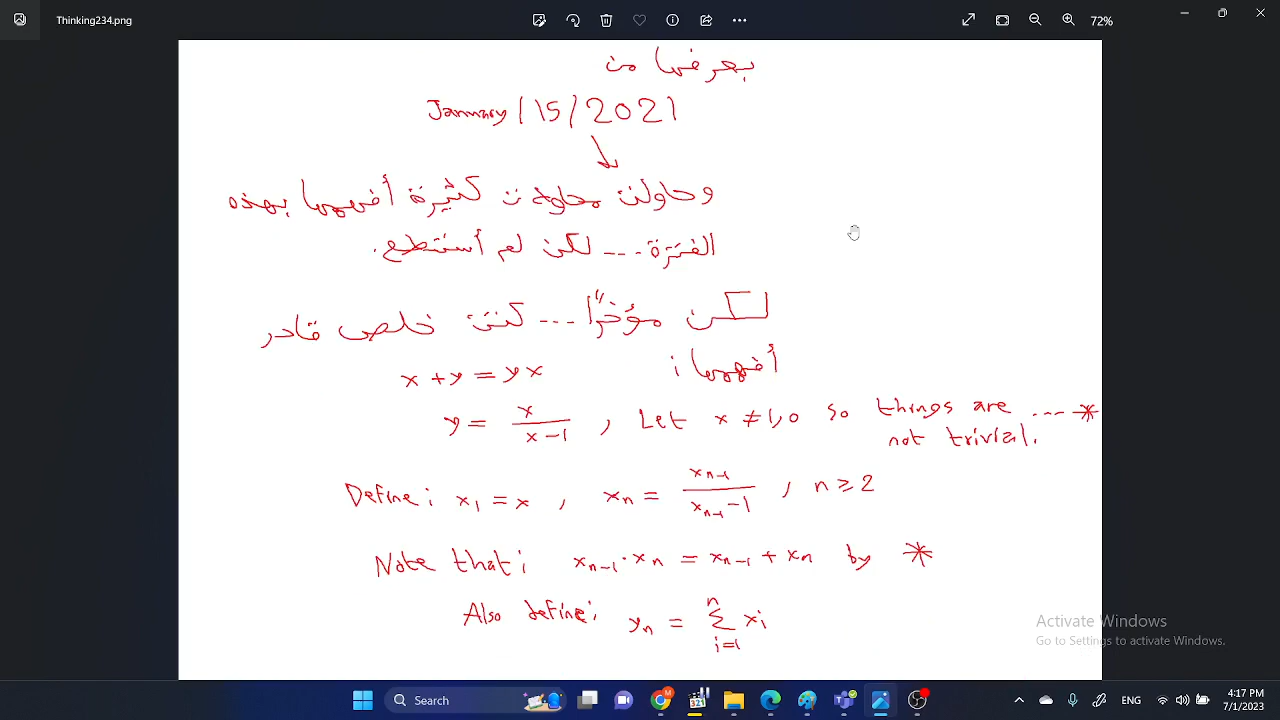 Thinking234.png
72%
بعرفها من
January/15/2021
وحاولت محاولات كثيرة أفهمها بهذه
الفترة... لكن لم أستطع.
لكن مؤخراً... كنت خلص قادر
أفهمها:
x + y = yx
y = x/(x-1) , Let x ≠ 1,0 so things are not trivial. ---- *
Define: x₁ = x , xₙ = xₙ₋₁/(xₙ₋₁ - 1) , n ≥ 2
Note that: xₙ₋₁ · xₙ = xₙ₋₁ + xₙ by *
Also define: yₙ = Σᵢ₌₁ⁿ xᵢ
Activate Windows
Go to Settings to activate Windows.
Search
ENG
4:17 PM
7/1/2023